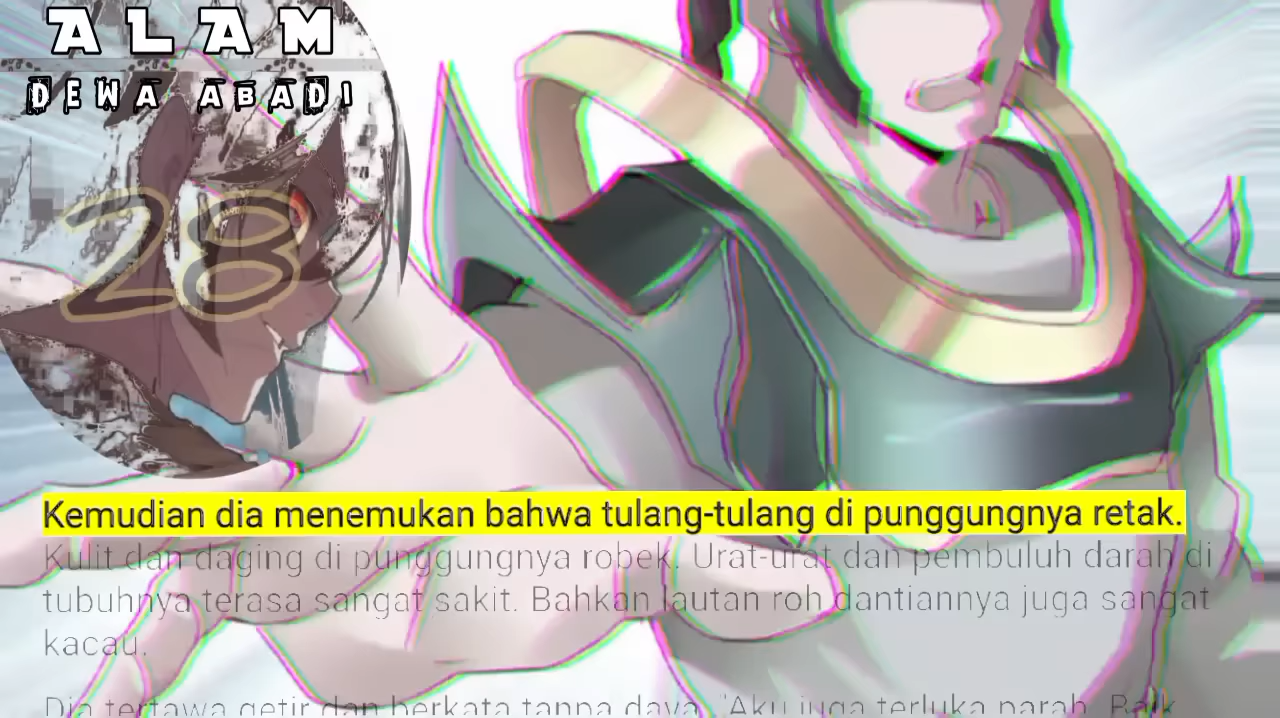 ALAM
DEWA ABADI
28
Kemudian dia menemukan bahwa tulang-tulang di punggungnya retak.
Kulit dan daging di punggungnya robek. Urat-urat dan pembuluh darah di
tubuhnya terasa sangat sakit. Bahkan lautan roh dantiannya juga sangat
kacau.
Dia tertawa getir dan berkata tanpa daya, "Aku juga terluka parah. Baik